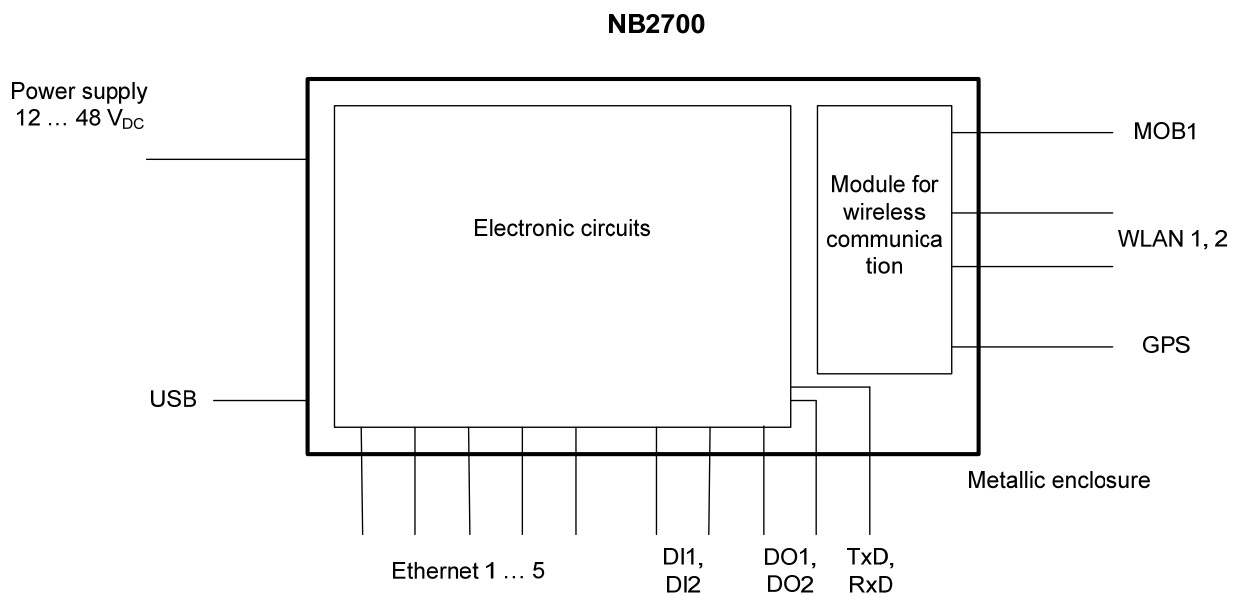 NB2700
Power supply
12 … 48 VDC
MOB1
Module for
wireless
communica
tion
Electronic circuits
WLAN 1, 2
GPS
USB
Metallic enclosure
Ethernet 1 … 5
DI1,
DI2
DO1,
DO2
TxD,
RxD